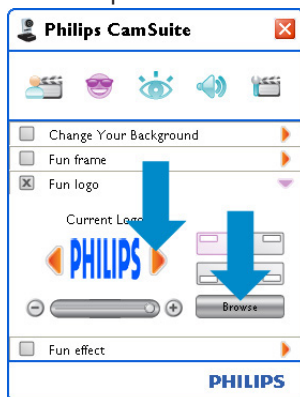 Philips CamSuite
Change Your Background
Fun frame
Fun logo
Current Logo
PHILIPS
Browse
Fun effect
PHILIPS